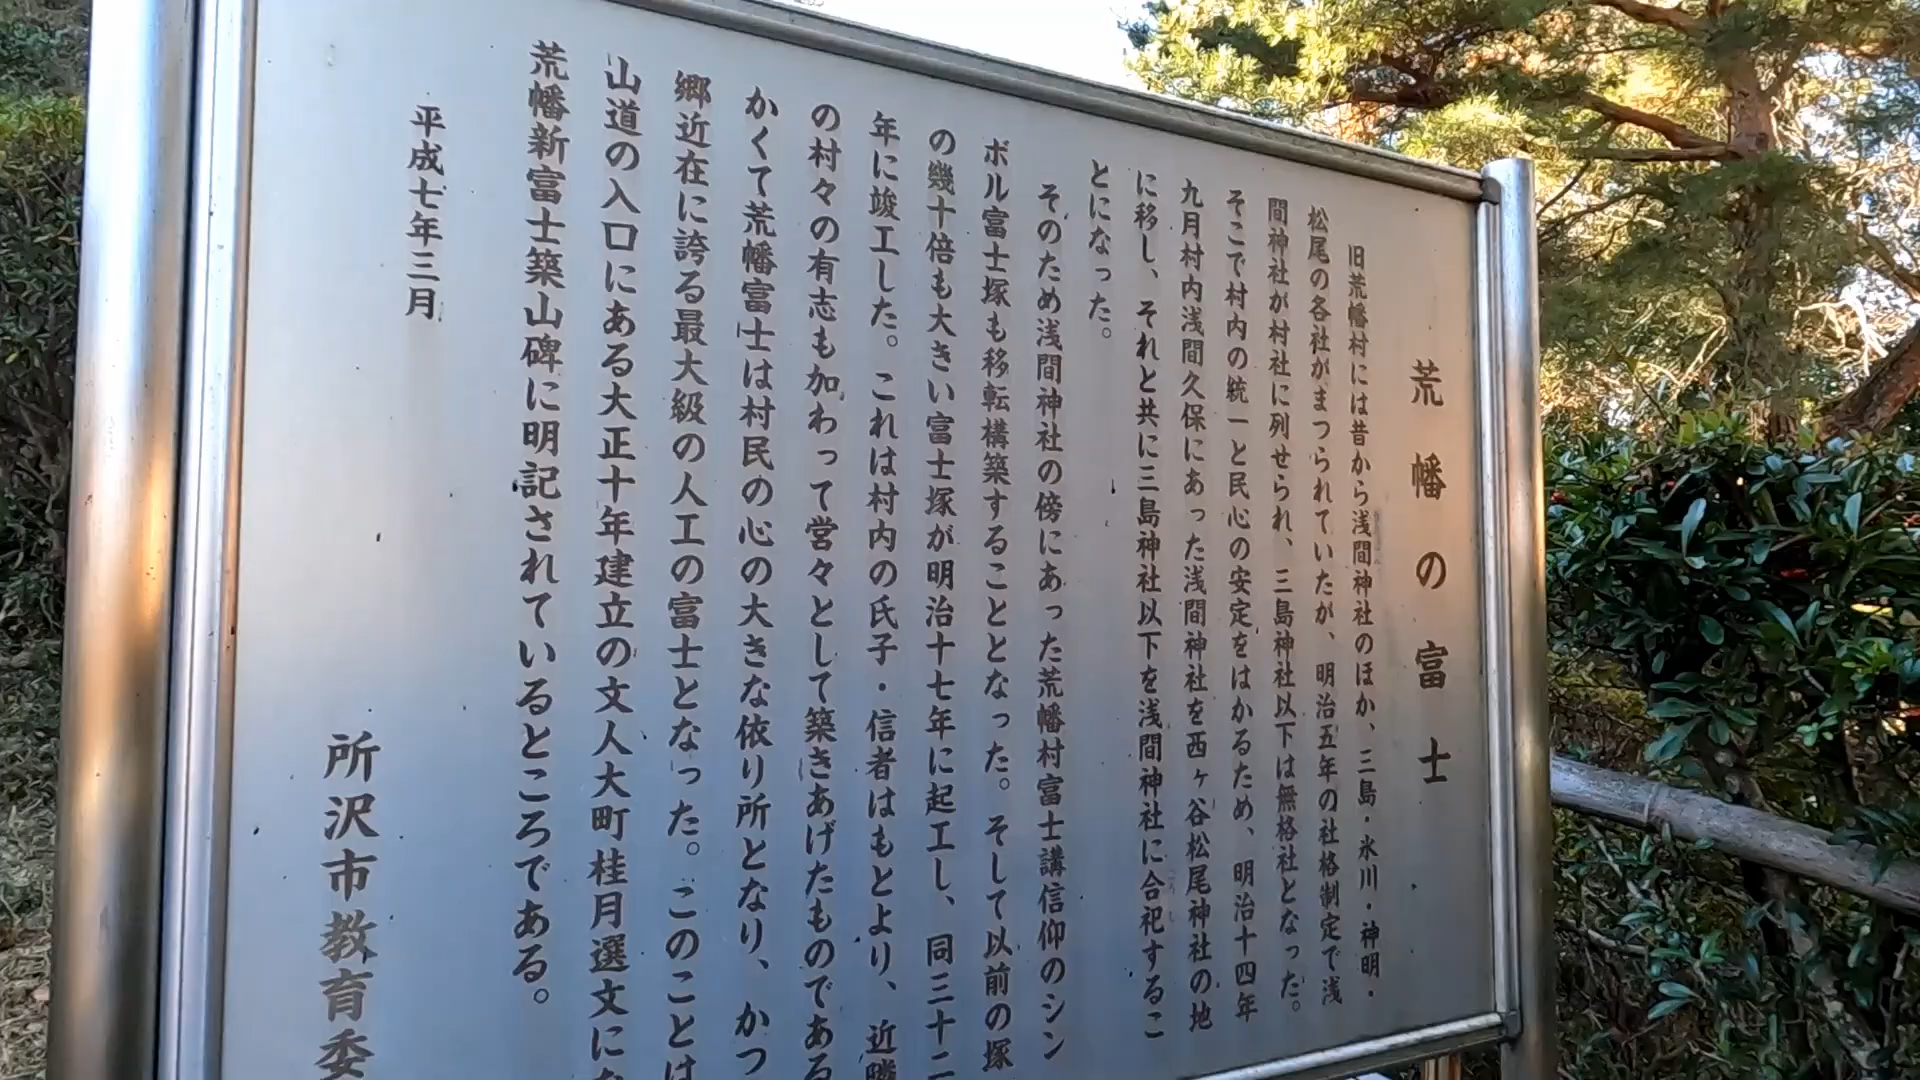 荒幡の富士
旧荒幡村には昔から浅間神社のほか、三島・氷川・神明・
松尾の各社がまつられていたが、明治五年の社格制定で浅
間神社が村社に列せられ、三島神社以下は無格社となった。
そこで村内の統一と民心の安定をはかるため、明治十四年
九月村内浅間久保にあった浅間神社を西ヶ谷松尾神社の地
に移し、それと共に三島神社以下を浅間神社に合祀するこ
とになった。
そのため浅間神社の傍にあった荒幡村富士講信仰のシン
ボル富士塚も移転構築することとなった。そして以前の塚
の幾十倍も大きい富士塚が明治十七年に起工し、同三十二
年に竣工した。これは村内の氏子・信者はもとより、近隣
の村々の有志も加わって営々として築きあげたものである
かくて荒幡富士は村民の心の大きな依り所となり、かつ
郷近在に誇る最大級の人工の富士となった。このことは
山道の入口にある大正十年建立の文人大町桂月選文にな
荒幡新富士築山碑に明記されているところである。
平成七年三月
所沢市教育委